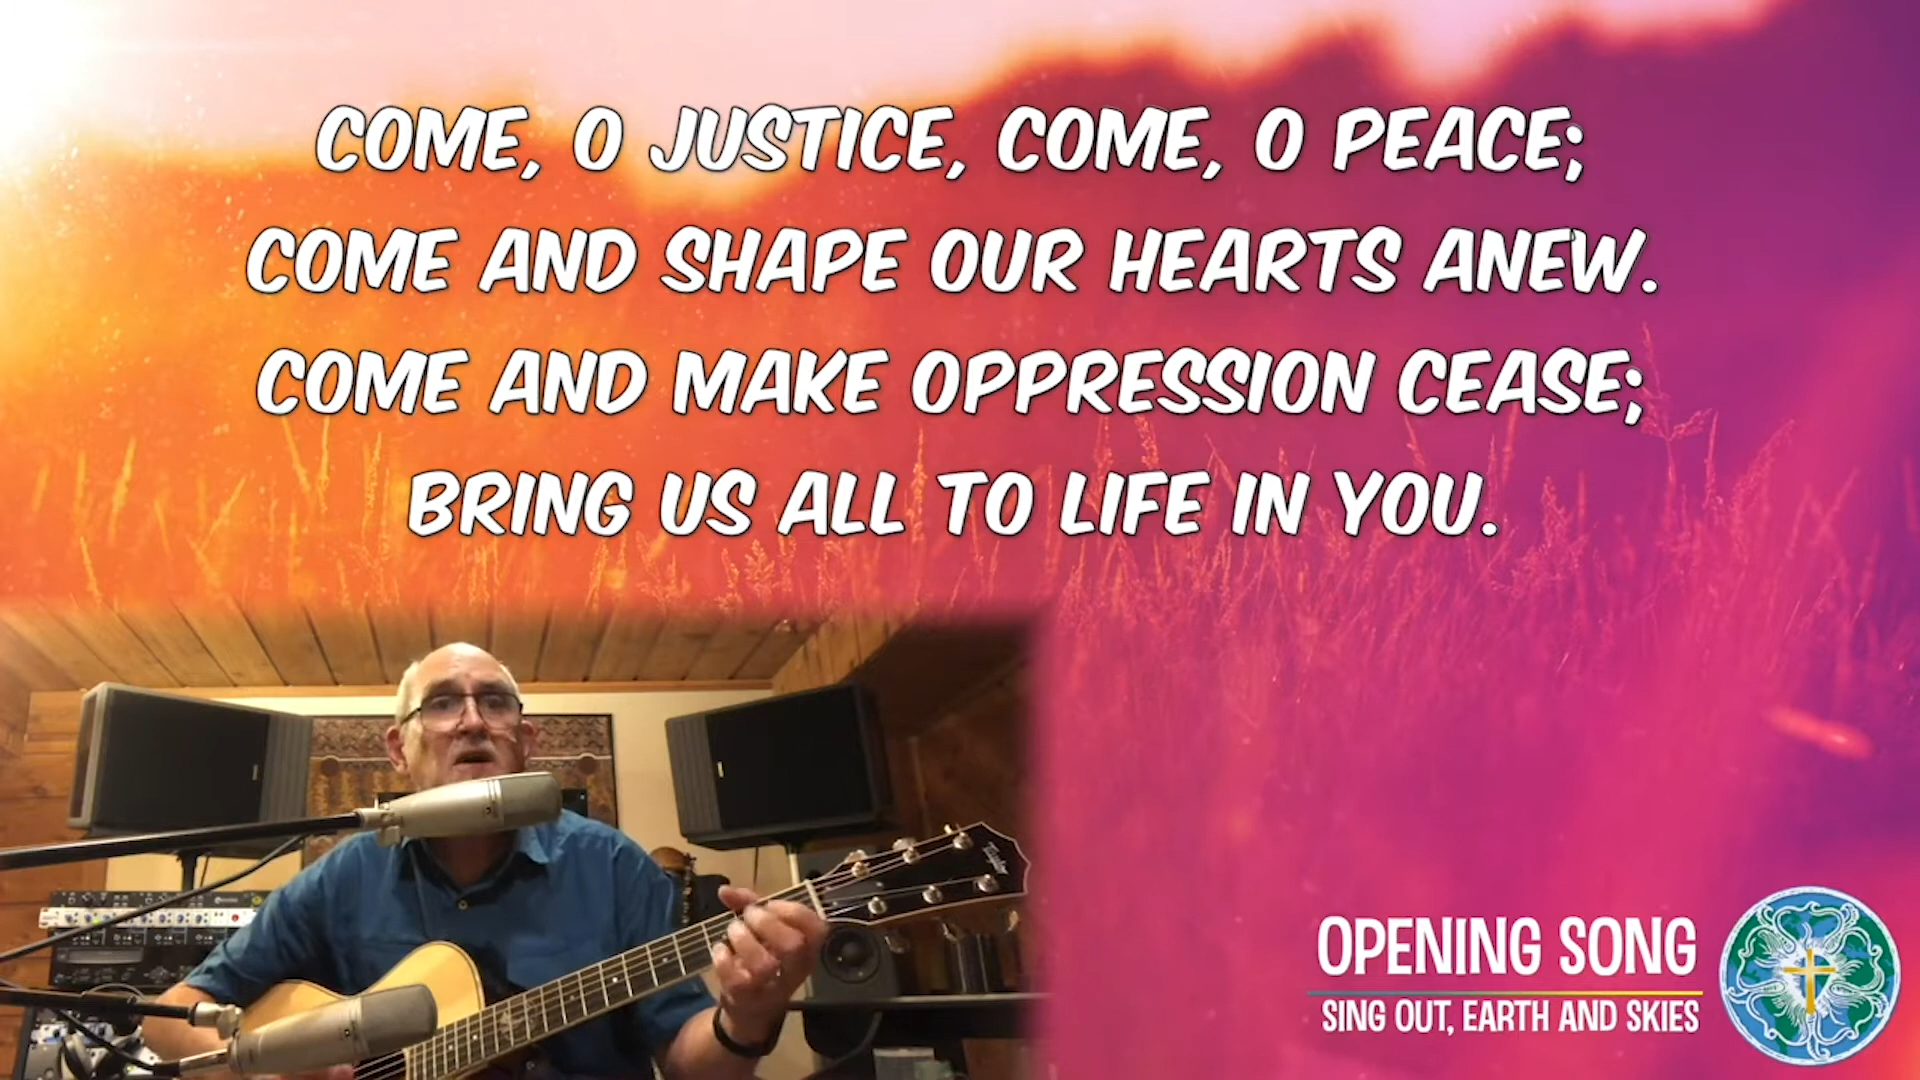 COME, O JUSTICE, COME, O PEACE;
COME AND SHAPE OUR HEARTS ANEW.
COME AND MAKE OPPRESSION CEASE;
BRING US ALL TO LIFE IN YOU.
Taylor
OPENING SONG
SING OUT, EARTH AND SKIES